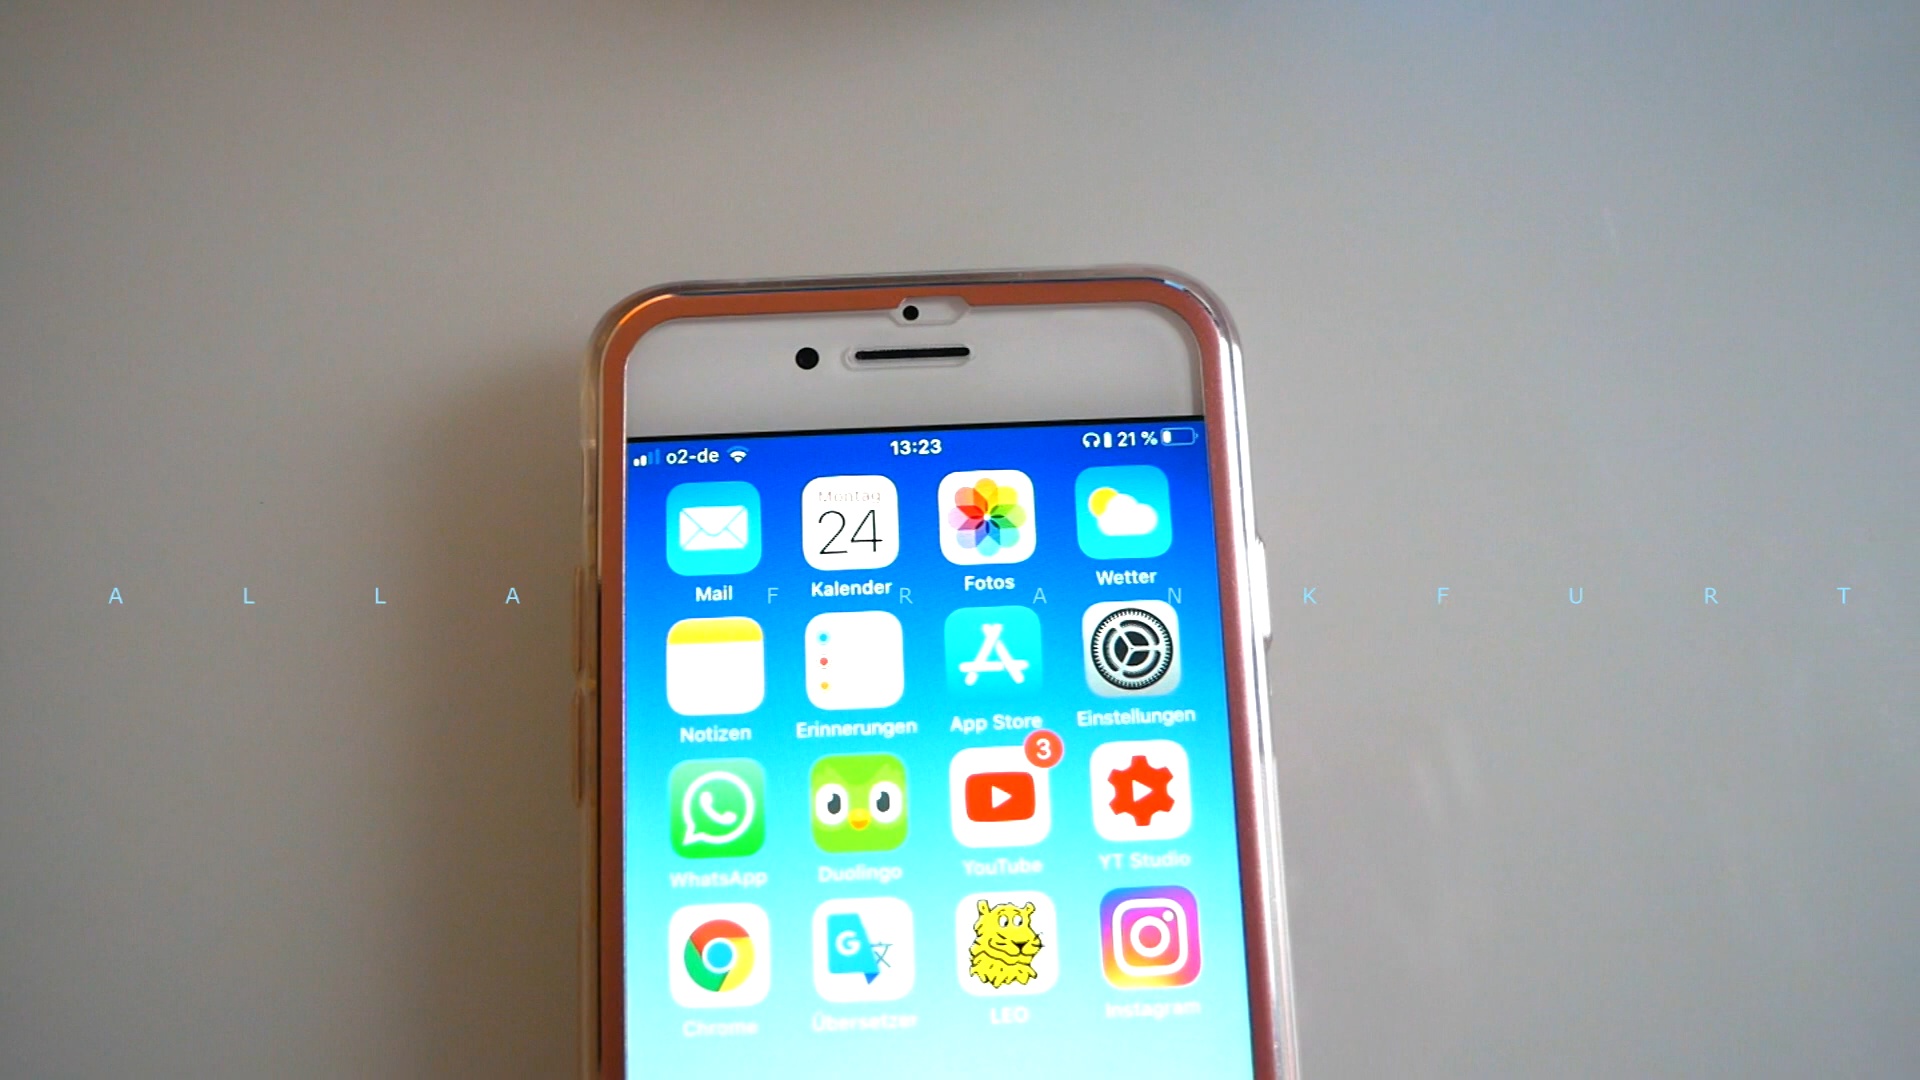 o2-de 13:23 21 %
Montag
24
Mail Kalender Fotos Wetter
A L L A F R A N K F U R T
Notizen Erinnerungen App Store Einstellungen
3
WhatsApp Duolingo YouTube YT Studio
G 文
Chrome Übersetzer LEO Instagram